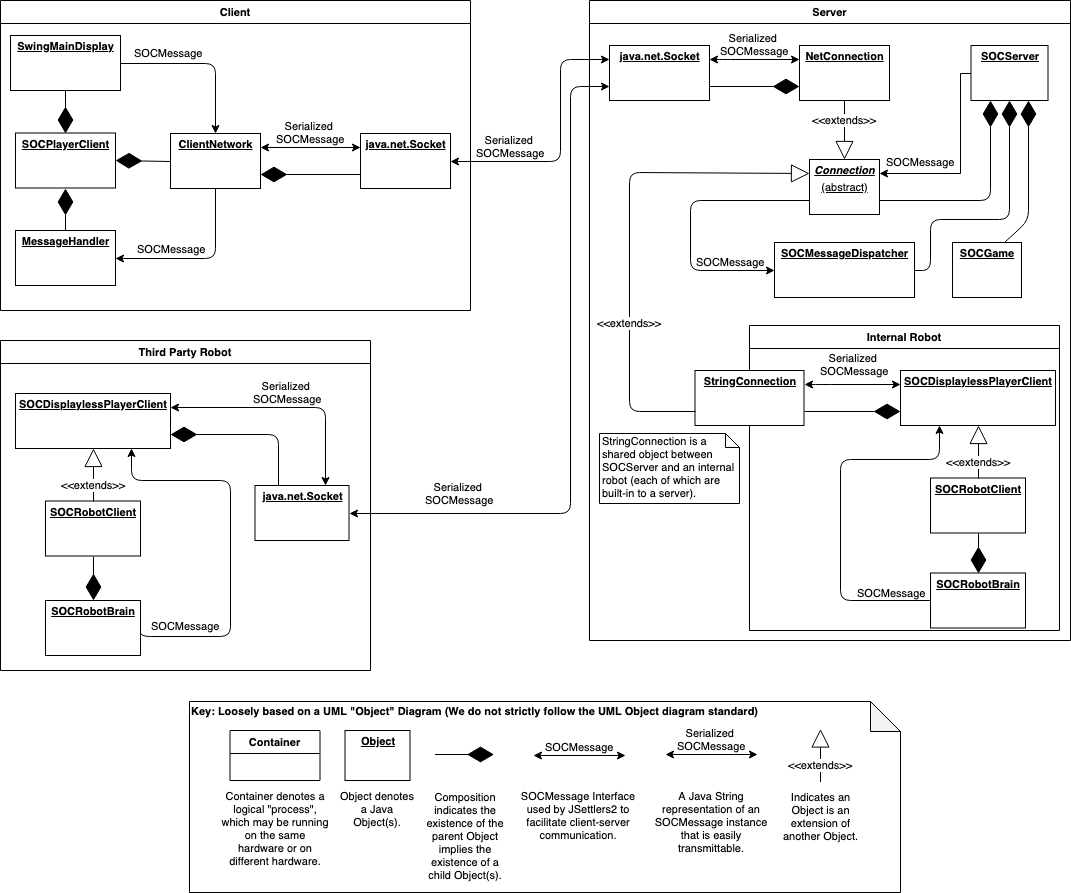 Client
SwingMainDisplay
SOCMessage
SOCPlayerClient
ClientNetwork
Serialized
SOCMessage
java.net.Socket
MessageHandler
SOCMessage
Serialized
SOCMessage
Server
java.net.Socket
Serialized
SOCMessage
NetConnection
SOCServer
<<extends>>
Connection
(abstract)
SOCMessage
SOCMessage
SOCMessageDispatcher
SOCGame
<<extends>>
Internal Robot
StringConnection
Serialized
SOCMessage
SOCDisplaylessPlayerClient
StringConnection is a
shared object between
SOCServer and an internal
robot (each of which are
built-in to a server).
<<extends>>
SOCRobotClient
SOCRobotBrain
SOCMessage
Third Party Robot
SOCDisplaylessPlayerClient
Serialized
SOCMessage
<<extends>>
SOCRobotClient
java.net.Socket
Serialized
SOCMessage
SOCRobotBrain
SOCMessage
Key: Loosely based on a UML "Object" Diagram (We do not strictly follow the UML Object diagram standard)
Container
Container denotes a
logical "process",
which may be running
on the same
hardware or on
different hardware.
Object
Object denotes
a Java
Object(s).
Composition
indicates the
existence of the
parent Object
implies the
existence of a
child Object(s).
SOCMessage
SOCMessage Interface
used by JSettlers2 to
facilitate client-server
communication.
Serialized
SOCMessage
A Java String
representation of an
SOCMessage instance
that is easily
transmittable.
<<extends>>
Indicates an
Object is an
extension of
another Object.